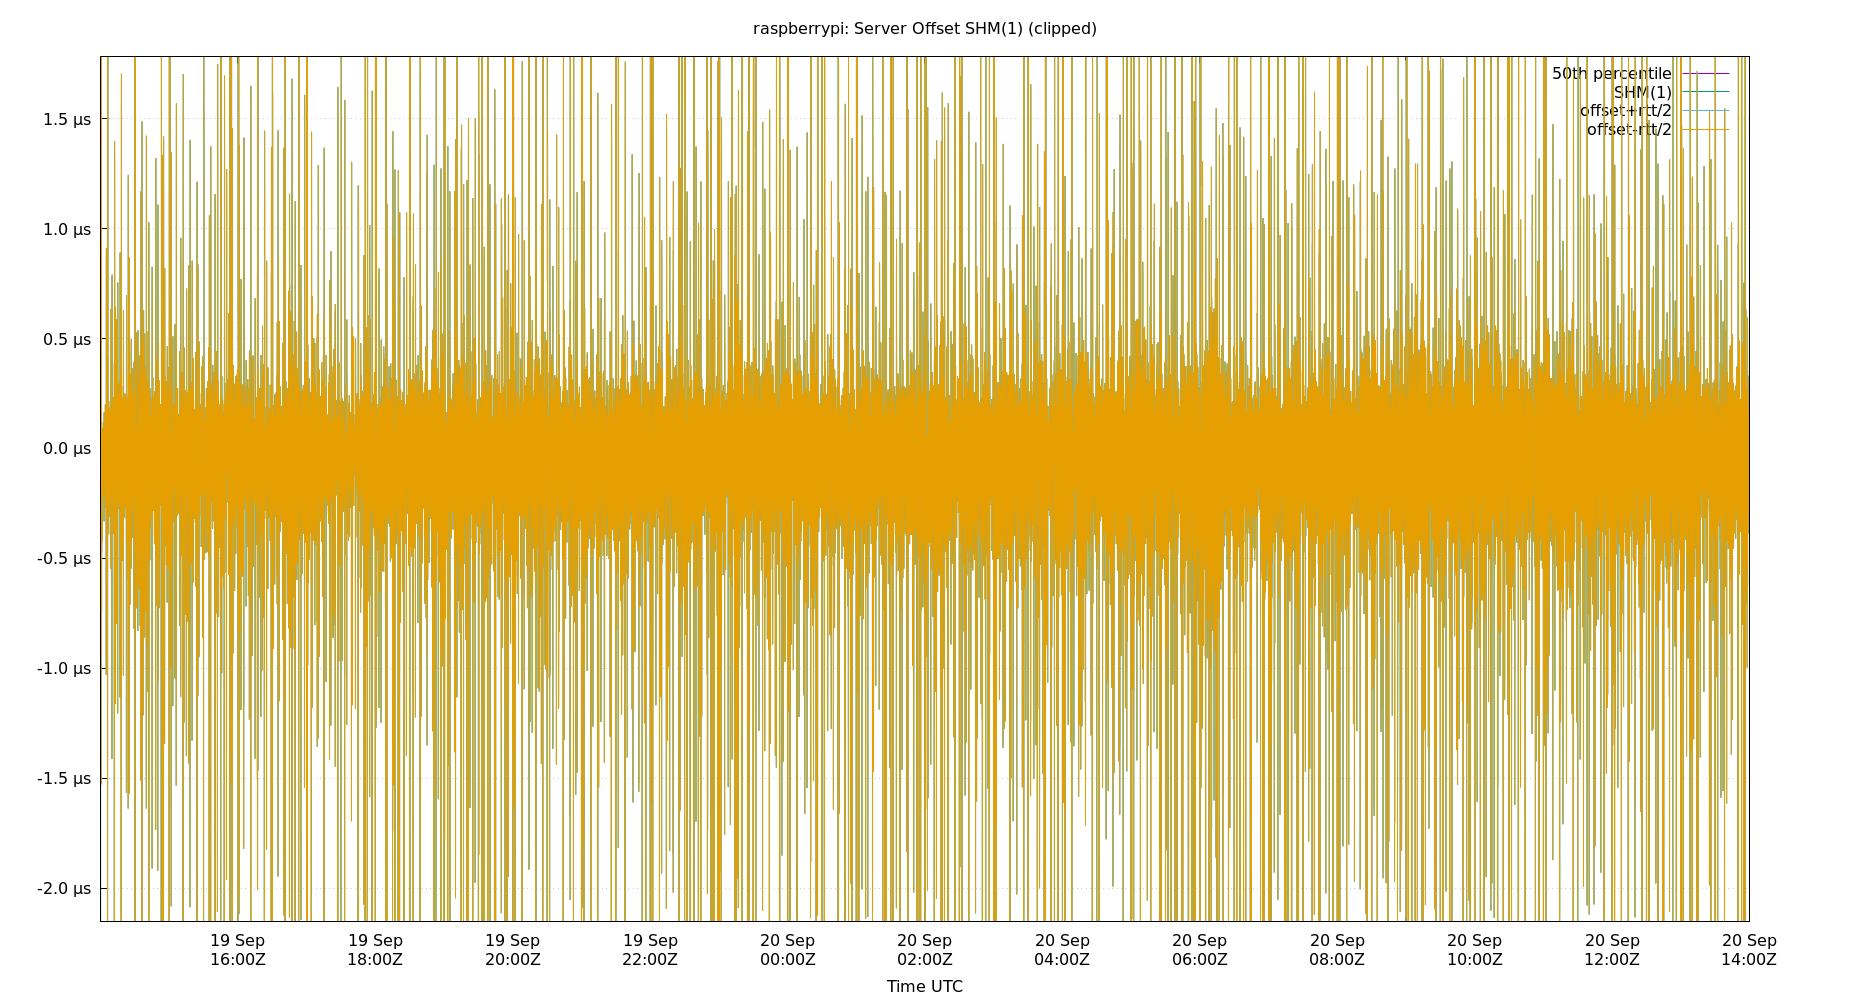 raspberrypi: Server Offset SHM(1) (clipped)
50th percentile
SHM(1)
offset+rtt/2
offset-rtt/2
1.5 µs
1.0 µs
0.5 µs
0.0 µs
-0.5 µs
-1.0 µs
-1.5 µs
-2.0 µs
19 Sep 19 Sep 19 Sep 19 Sep 20 Sep 20 Sep 20 Sep 20 Sep 20 Sep 20 Sep 20 Sep 20 Sep
16:00Z 18:00Z 20:00Z 22:00Z 00:00Z 02:00Z 04:00Z 06:00Z 08:00Z 10:00Z 12:00Z 14:00Z
Time UTC